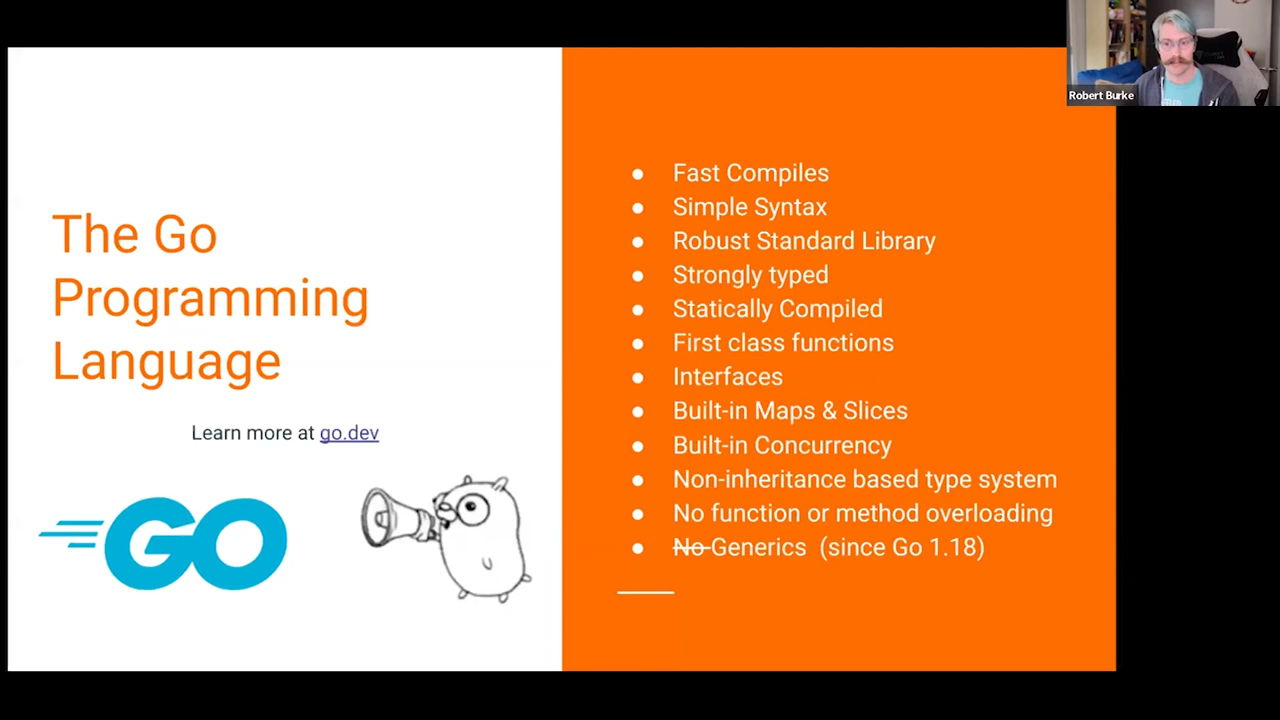 Robert Burke
The Go
Programming
Language
Learn more at go.dev
GO
● Fast Compiles
● Simple Syntax
● Robust Standard Library
● Strongly typed
● Statically Compiled
● First class functions
● Interfaces
● Built-in Maps & Slices
● Built-in Concurrency
● Non-inheritance based type system
● No function or method overloading
● No Generics (since Go 1.18)